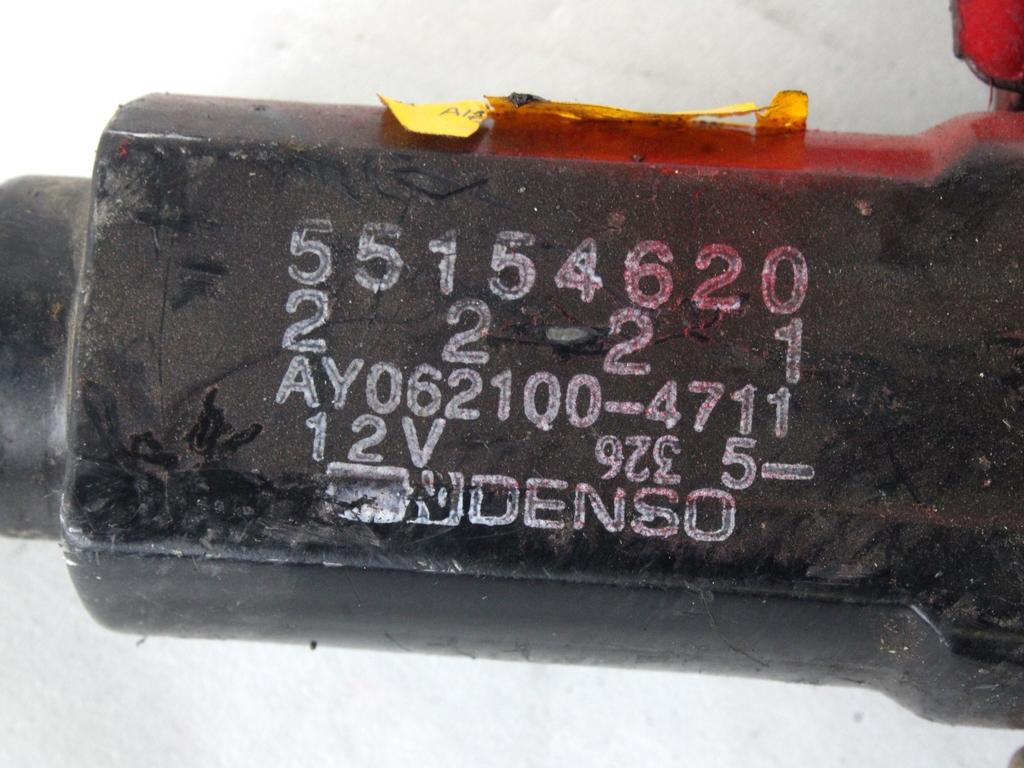 55154620
2 2 2 1
AY062100-4711
12V 326 5-
DENSO